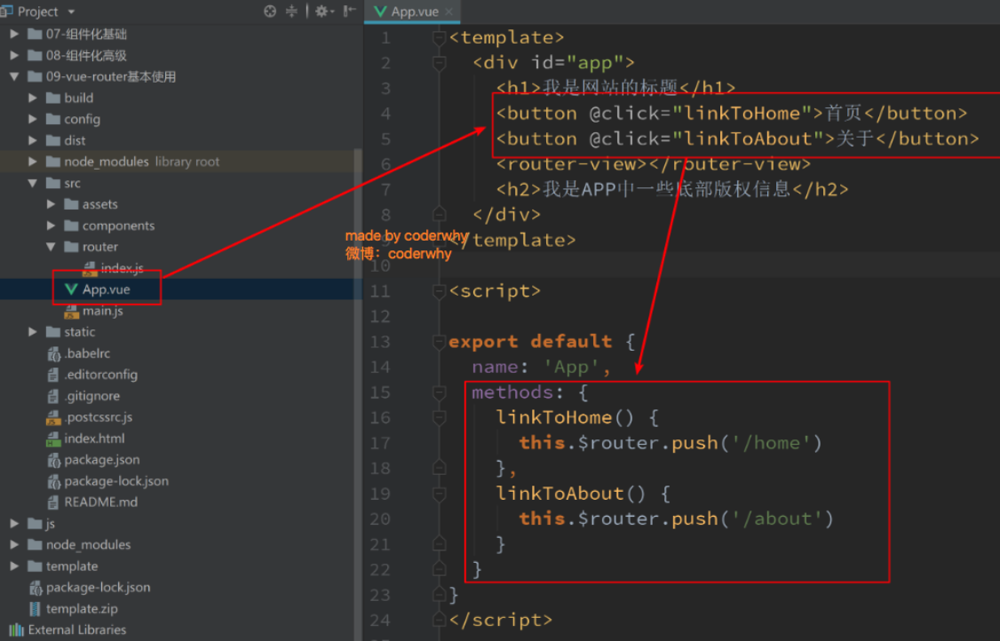 Project
07-组件化基础
08-组件化高级
09-vue-router基本使用
build
config
dist
node_modules library root
src
assets
components
router
index.js
App.vue
main.js
static
.babelrc
.editorconfig
.gitignore
.postcssrc.js
index.html
package.json
package-lock.json
README.md
js
node_modules
template
package-lock.json
template.zip
External Libraries
App.vue
1 <template>
2 <div id="app">
3 <h1>我是网站的标题</h1>
4 <button @click="linkToHome">首页</button>
5 <button @click="linkToAbout">关于</button>
6 <router-view></router-view>
7 <h2>我是APP中一些底部版权信息</h2>
8 </div>
9 </template>
10
11 <script>
12
13 export default {
14 name: 'App',
15 methods: {
16 linkToHome() {
17 this.$router.push('/home')
18 },
19 linkToAbout() {
20 this.$router.push('/about')
21 }
22 }
23 }
24 </script>
made by coderwhy
微博：coderwhy